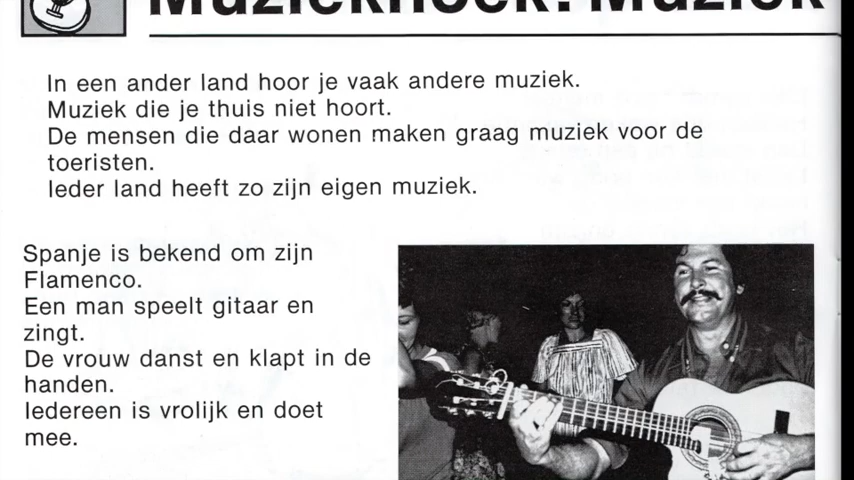 Muziekhoek: Muziek
In een ander land hoor je vaak andere muziek.
Muziek die je thuis niet hoort.
De mensen die daar wonen maken graag muziek voor de
toeristen.
Ieder land heeft zo zijn eigen muziek.
Spanje is bekend om zijn
Flamenco.
Een man speelt gitaar en
zingt.
De vrouw danst en klapt in de
handen.
Iedereen is vrolijk en doet
mee.